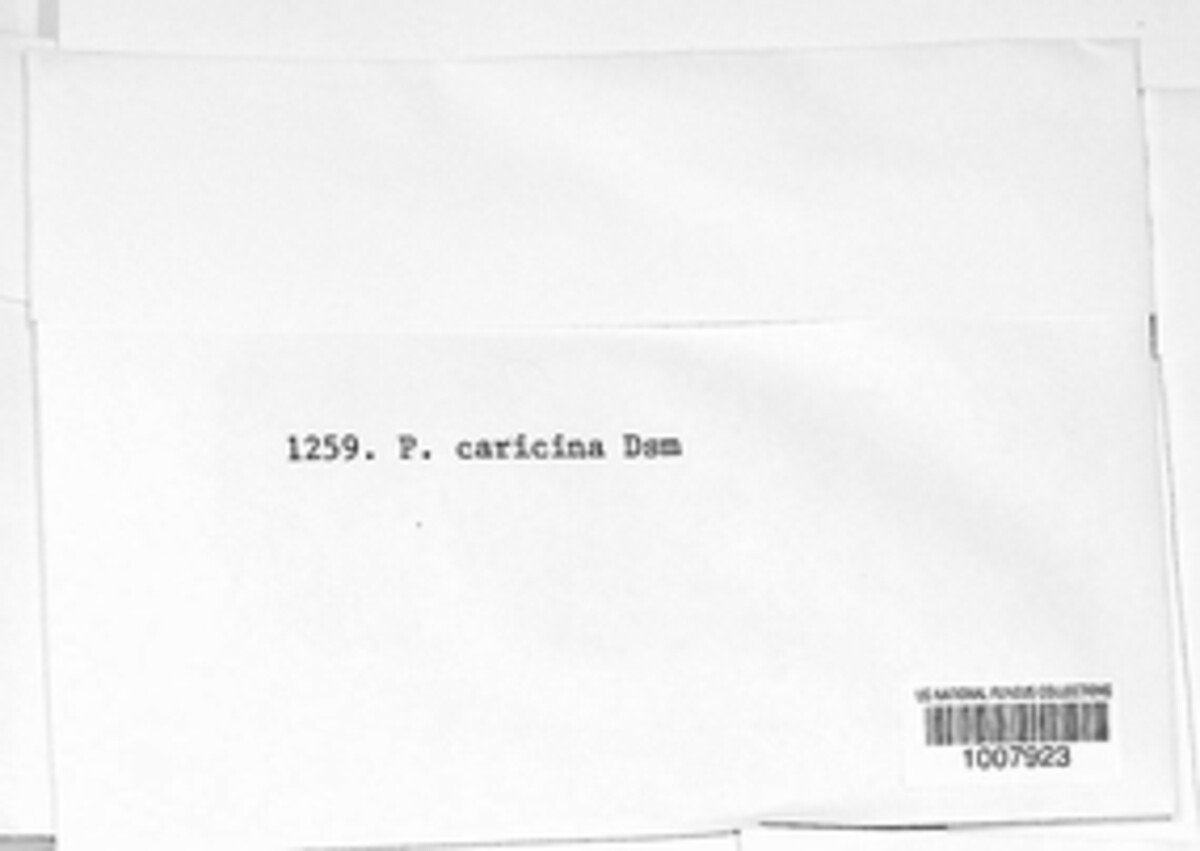 1259. P. caricina Dsm
US NATIONAL FUNGUS COLLECTIONS
1007923